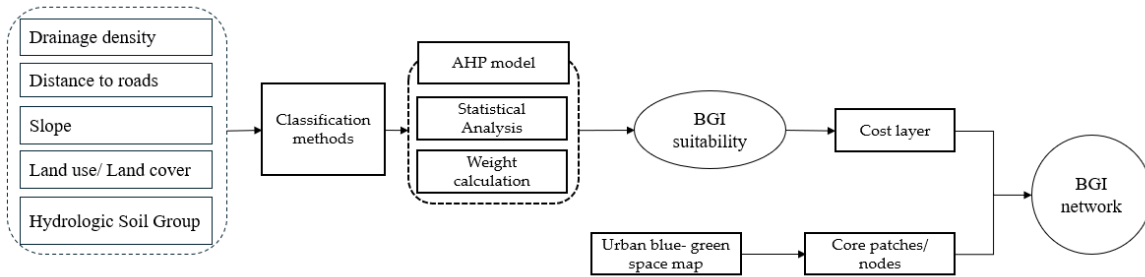 Drainage density
Distance to roads
Slope
Land use/ Land cover
Hydrologic Soil Group
Classification
methods
AHP model
Statistical
Analysis
Weight
calculation
BGI
suitability
Cost layer
Urban blue- green
space map
Core patches/
nodes
BGI
network